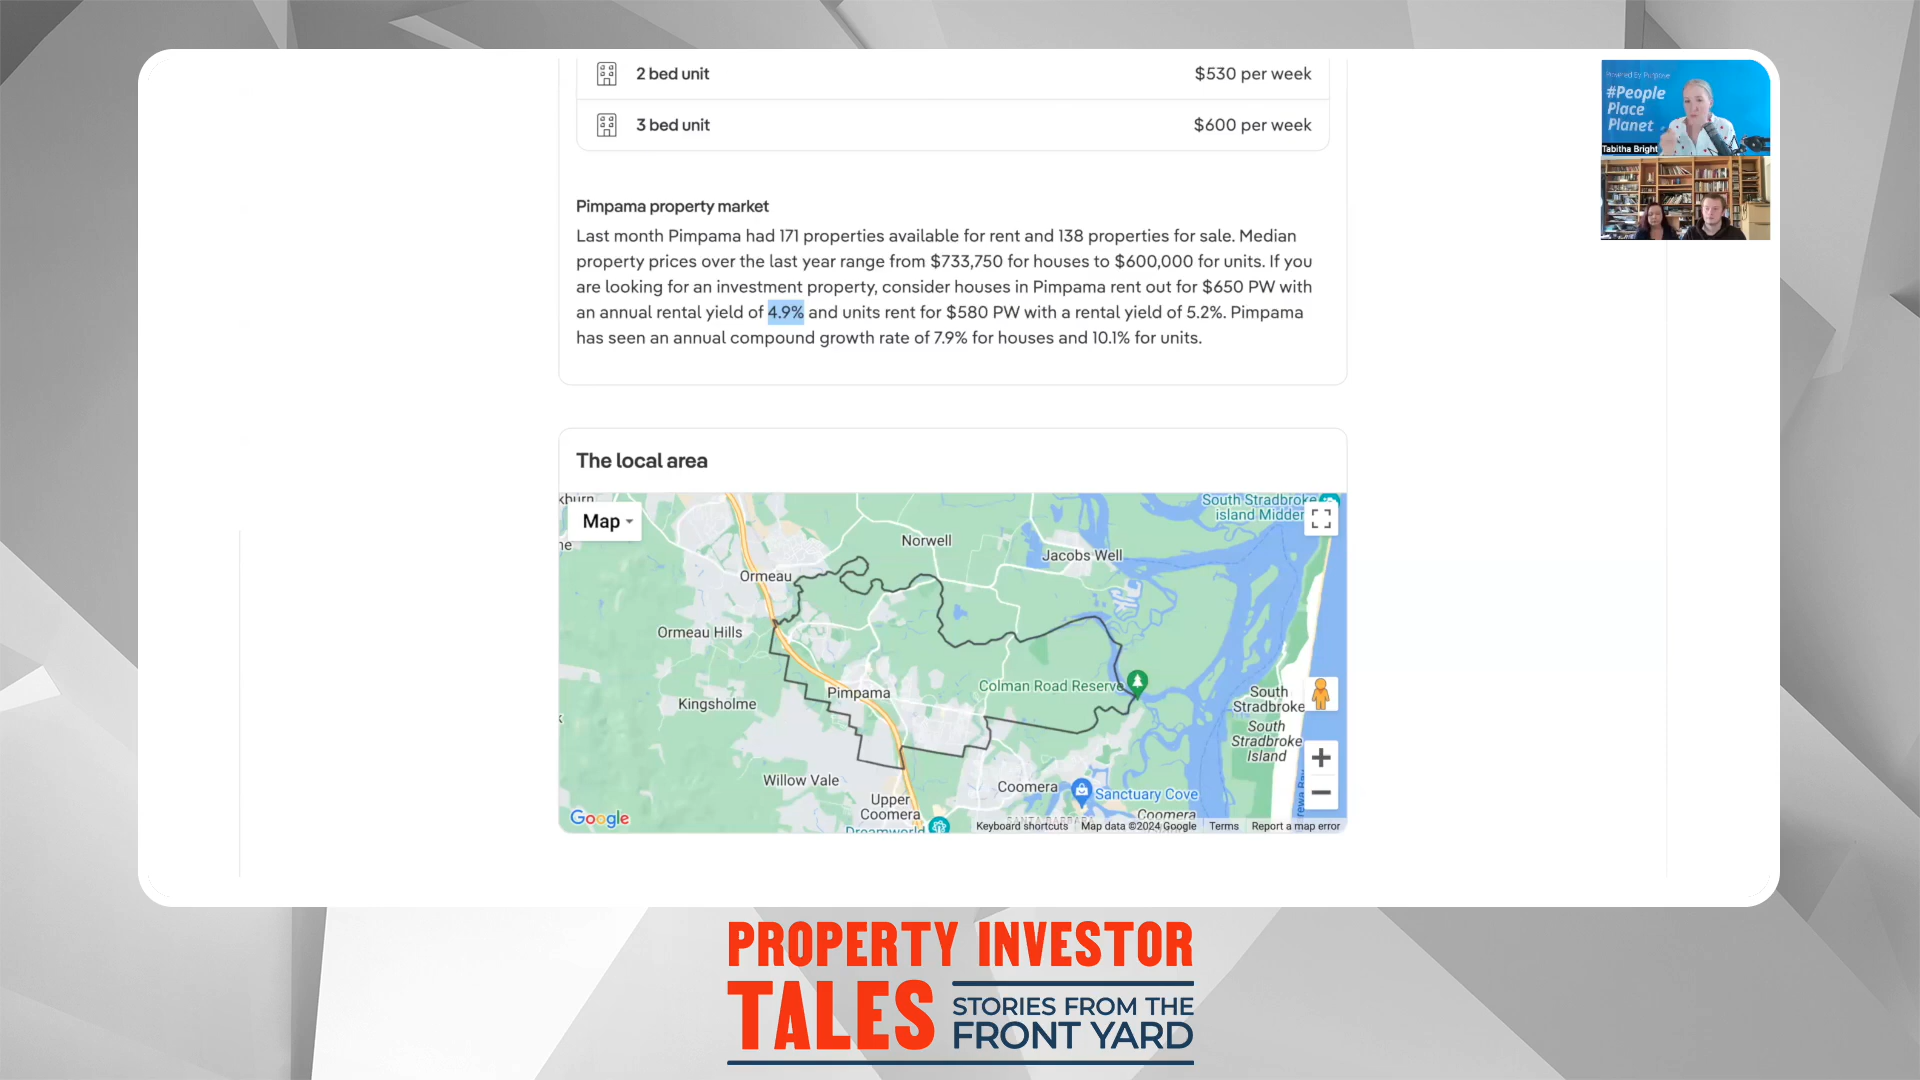 2 bed unit $530 per week
3 bed unit $600 per week
Pimpama property market
Last month Pimpama had 171 properties available for rent and 138 properties for sale. Median
property prices over the last year range from $733,750 for houses to $600,000 for units. If you
are looking for an investment property, consider houses in Pimpama rent out for $650 PW with
an annual rental yield of 4.9% and units rent for $580 PW with a rental yield of 5.2%. Pimpama
has seen an annual compound growth rate of 7.9% for houses and 10.1% for units.
Powered By Purpose
#People
Place
Planet
Tabitha Bright
The local area
Map
South Stradbroke
island Midden
Norwell
Jacobs Well
Ormeau
Ormeau Hills
Kingsholme
Pimpama
Colman Road Reserve
South
Stradbroke
South
Stradbroke
Island
Willow Vale
Upper
Coomera
Coomera
Sanctuary Cove
Coomera
Dreamworld
Google
Keyboard shortcuts Map data ©2024 Google Terms Report a map error
PROPERTY INVESTOR
TALES
STORIES FROM THE
FRONT YARD